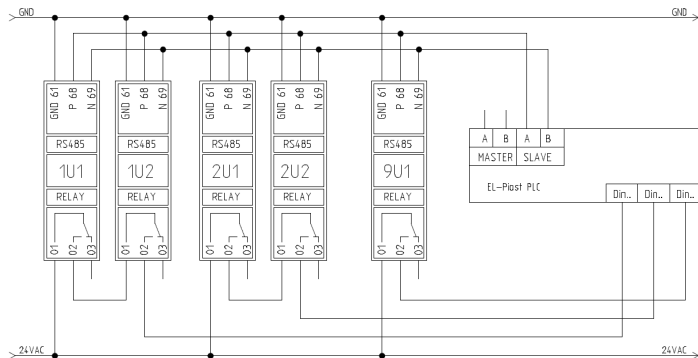 GND GND
GND 61 P 68 N 69 GND 61 P 68 N 69 GND 61 P 68 N 69 GND 61 P 68 N 69 GND 61 P 68 N 69
A B A B
RS485 RS485 RS485 RS485 RS485
MASTER SLAVE
1U1 1U2 2U1 2U2 9U1
EL-Piast PLC
RELAY RELAY RELAY RELAY RELAY
Din.. Din.. Din..
01 02 03 01 02 03 01 02 03 01 02 03 01 02 03
24VAC 24VAC